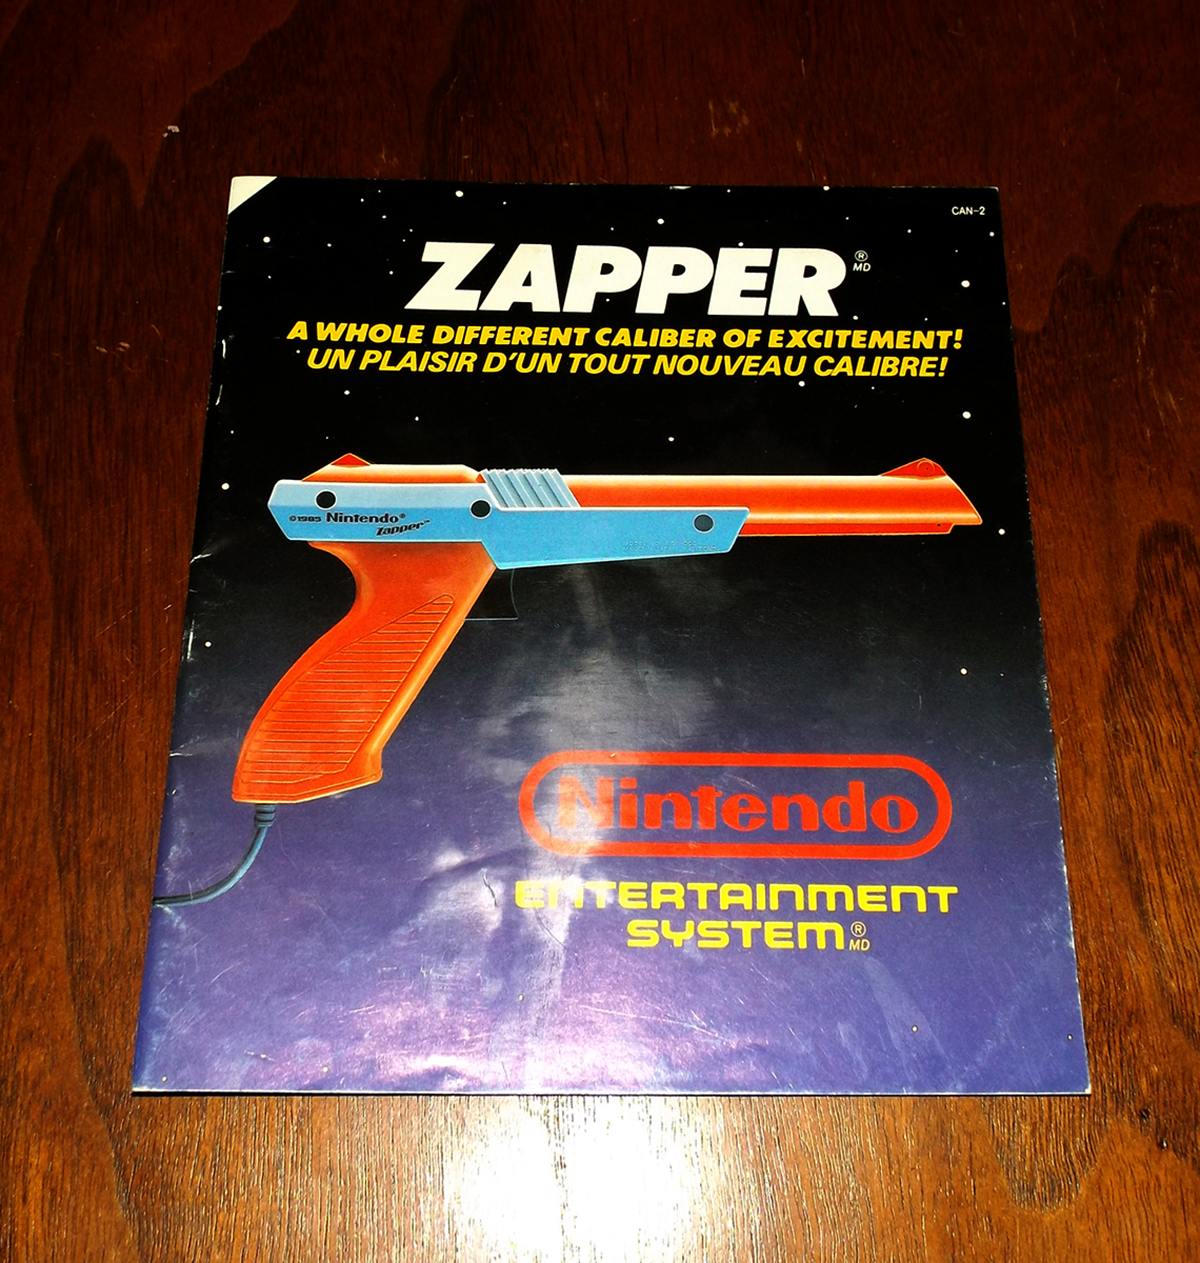 CAN-2
ZAPPER®
MD
A WHOLE DIFFERENT CALIBER OF EXCITEMENT!
UN PLAISIR D'UN TOUT NOUVEAU CALIBRE!
©1985 Nintendo®
Zapper™
Nintendo
ENTERTAINMENT
SYSTEM®
MD